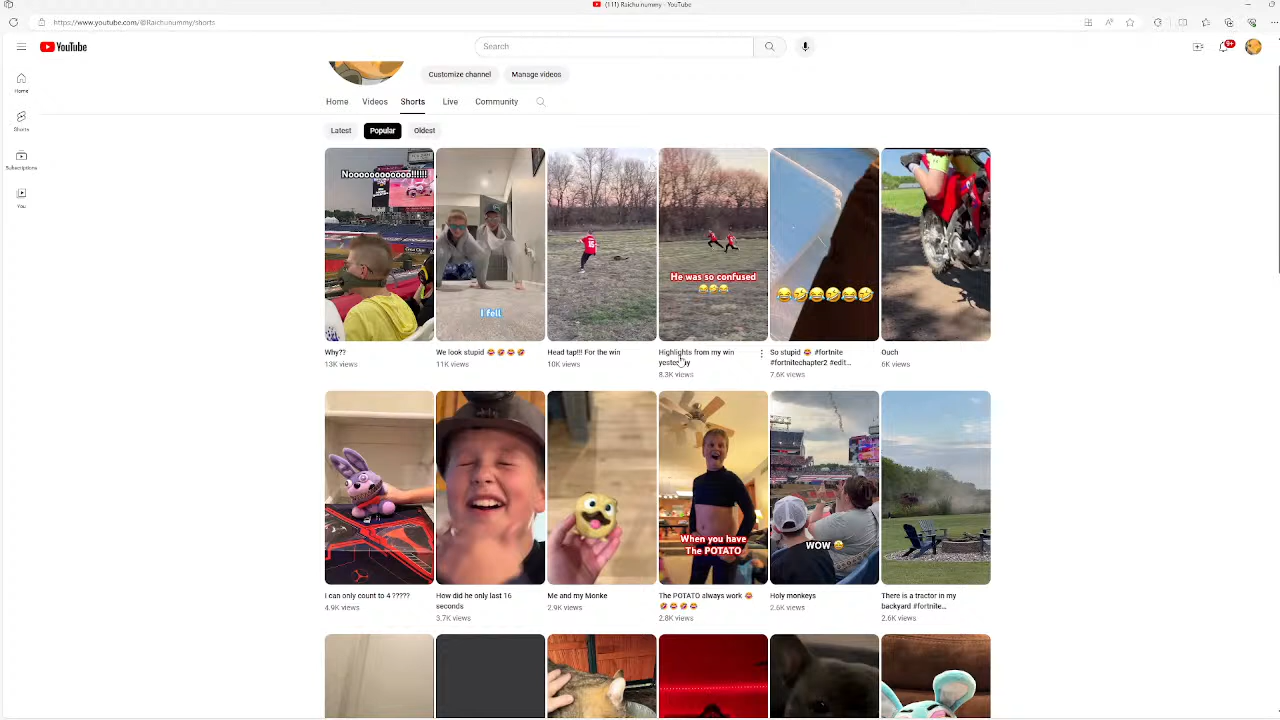 (111) Raichunummy - YouTube
https://www.youtube.com/@Raichunummy/shorts
YouTube
Search
9+
Customize channel
Manage videos
Home
Videos
Shorts
Live
Community
Home
Shorts
Subscriptions
You
Latest
Popular
Oldest
Nooooooooooo!!!!!!
I fell
He was so confused
😂🤣😂
😂🤣😂🤣😂🤣
Why??
13K views
We look stupid 😂🤣😂🤣
11K views
Head tap!!! For the win
10K views
Highlights from my win
yesterday
8.3K views
So stupid 😂 #fortnite
#fortnitechapter2 #edit...
7.6K views
Ouch
6K views
When you have
The POTATO
WOW 🤩
I can only count to 4 ?????
4.9K views
How did he only last 16
seconds
3.7K views
Me and my Monke
2.9K views
The POTATO always work 😂
🤣😂🤣😂
2.8K views
Holy monkeys
2.6K views
There is a tractor in my
backyard #fortnite...
2.6K views